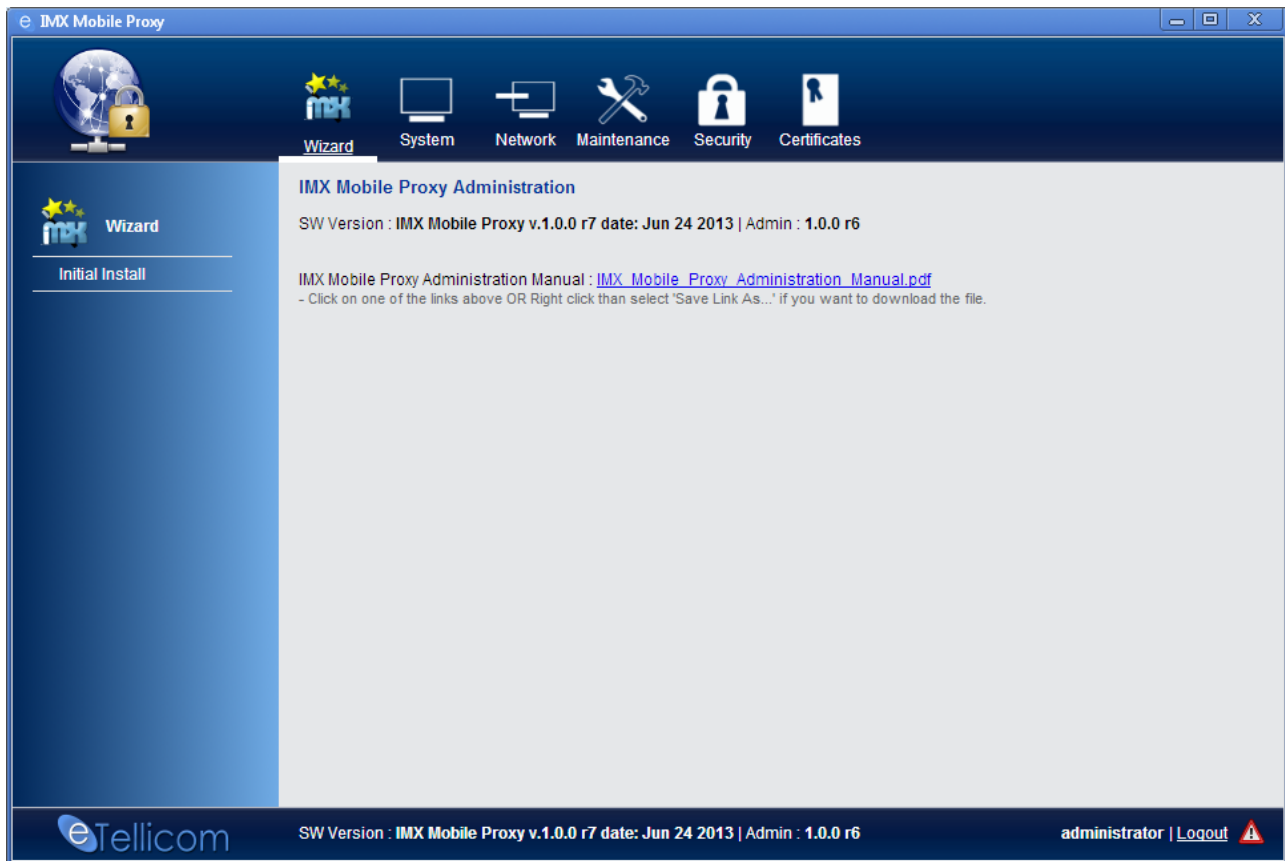 IMX Mobile Proxy
imx
Wizard
System
Network
Maintenance
Security
Certificates
imx
Wizard
Initial Install
IMX Mobile Proxy Administration
SW Version : IMX Mobile Proxy v.1.0.0 r7 date: Jun 24 2013 | Admin : 1.0.0 r6
IMX Mobile Proxy Administration Manual : IMX_Mobile_Proxy_Administration_Manual.pdf
- Click on one of the links above OR Right click than select 'Save Link As...' if you want to download the file.
eTellicom
SW Version : IMX Mobile Proxy v.1.0.0 r7 date: Jun 24 2013 | Admin : 1.0.0 r6
administrator | Logout